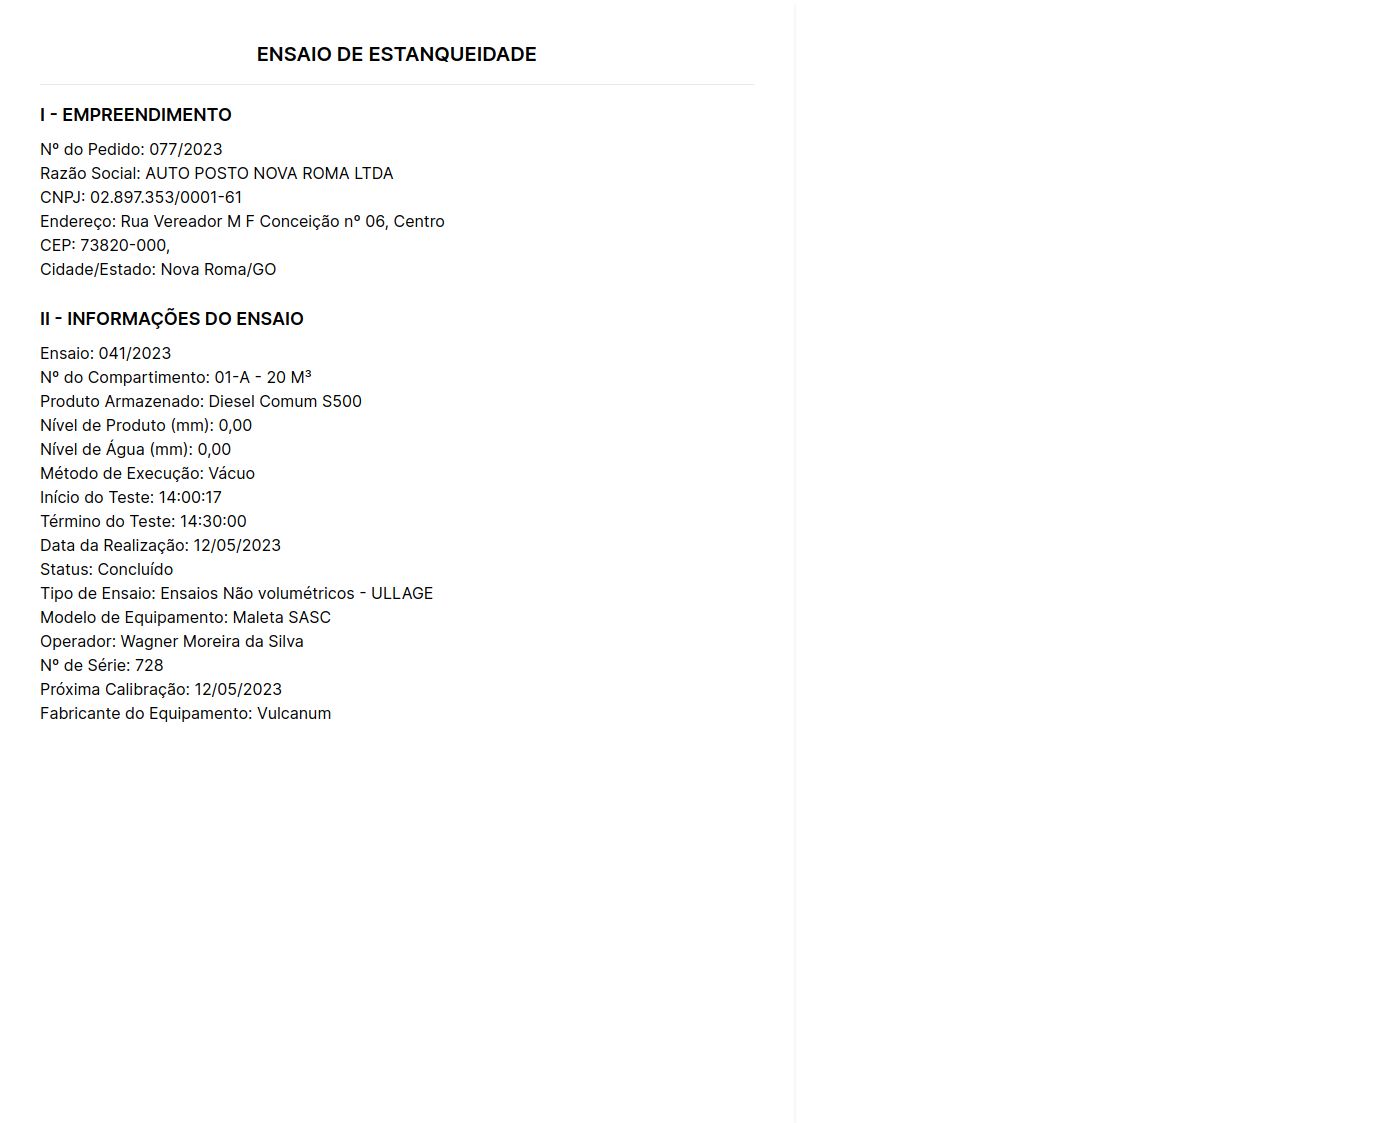 ENSAIO DE ESTANQUEIDADE
I - EMPREENDIMENTO
Nº do Pedido: 077/2023
Razão Social: AUTO POSTO NOVA ROMA LTDA
CNPJ: 02.897.353/0001-61
Endereço: Rua Vereador M F Conceição nº 06, Centro
CEP: 73820-000,
Cidade/Estado: Nova Roma/GO
II - INFORMAÇÕES DO ENSAIO
Ensaio: 041/2023
Nº do Compartimento: 01-A - 20 M³
Produto Armazenado: Diesel Comum S500
Nível de Produto (mm): 0,00
Nível de Água (mm): 0,00
Método de Execução: Vácuo
Início do Teste: 14:00:17
Término do Teste: 14:30:00
Data da Realização: 12/05/2023
Status: Concluído
Tipo de Ensaio: Ensaios Não volumétricos - ULLAGE
Modelo de Equipamento: Maleta SASC
Operador: Wagner Moreira da Silva
Nº de Série: 728
Próxima Calibração: 12/05/2023
Fabricante do Equipamento: Vulcanum